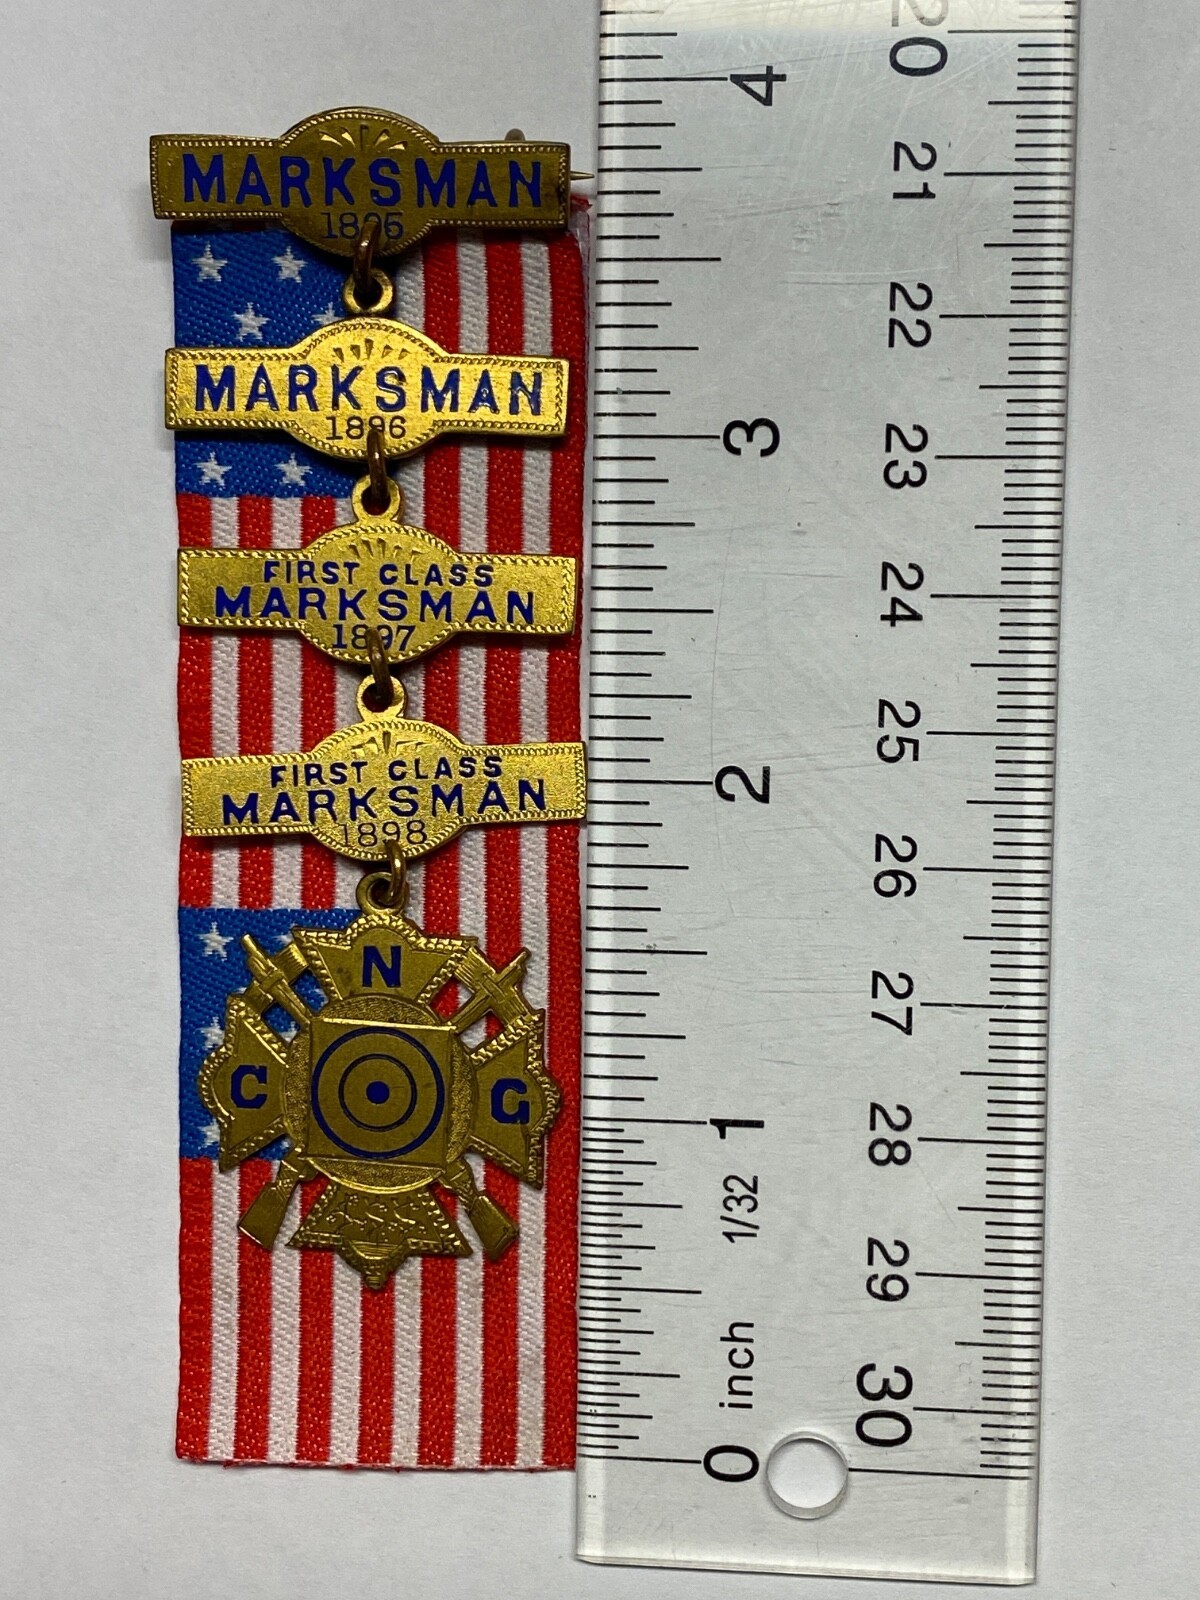 MARKSMAN
1895
MARKSMAN
1896
FIRST CLASS
MARKSMAN
1897
FIRST CLASS
MARKSMAN
1898
N
C G
4
3
2
1
1/32
inch
0
20
21
22
23
24
25
26
27
28
29
30